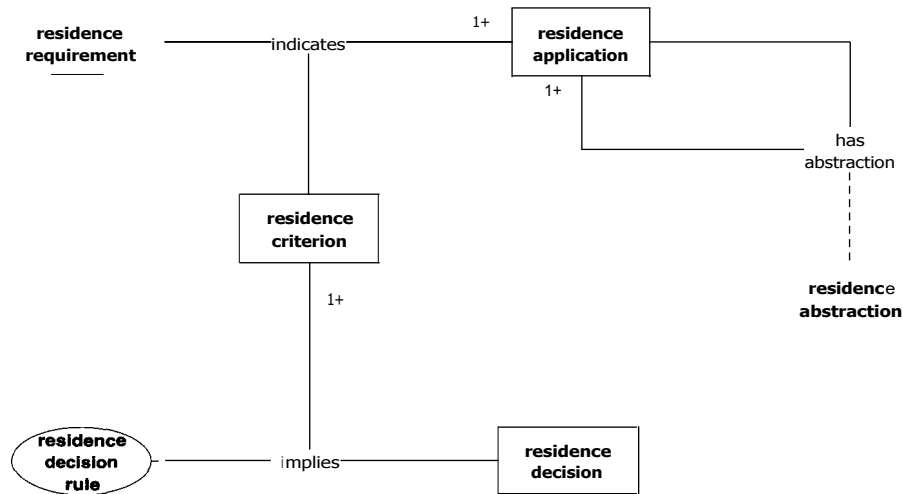 1+
residence
requirement
indicates
residence
application
1+
has
abstraction
residence
criterion
1+
residence
abstraction
residence
decision
rule
implies
residence
decision